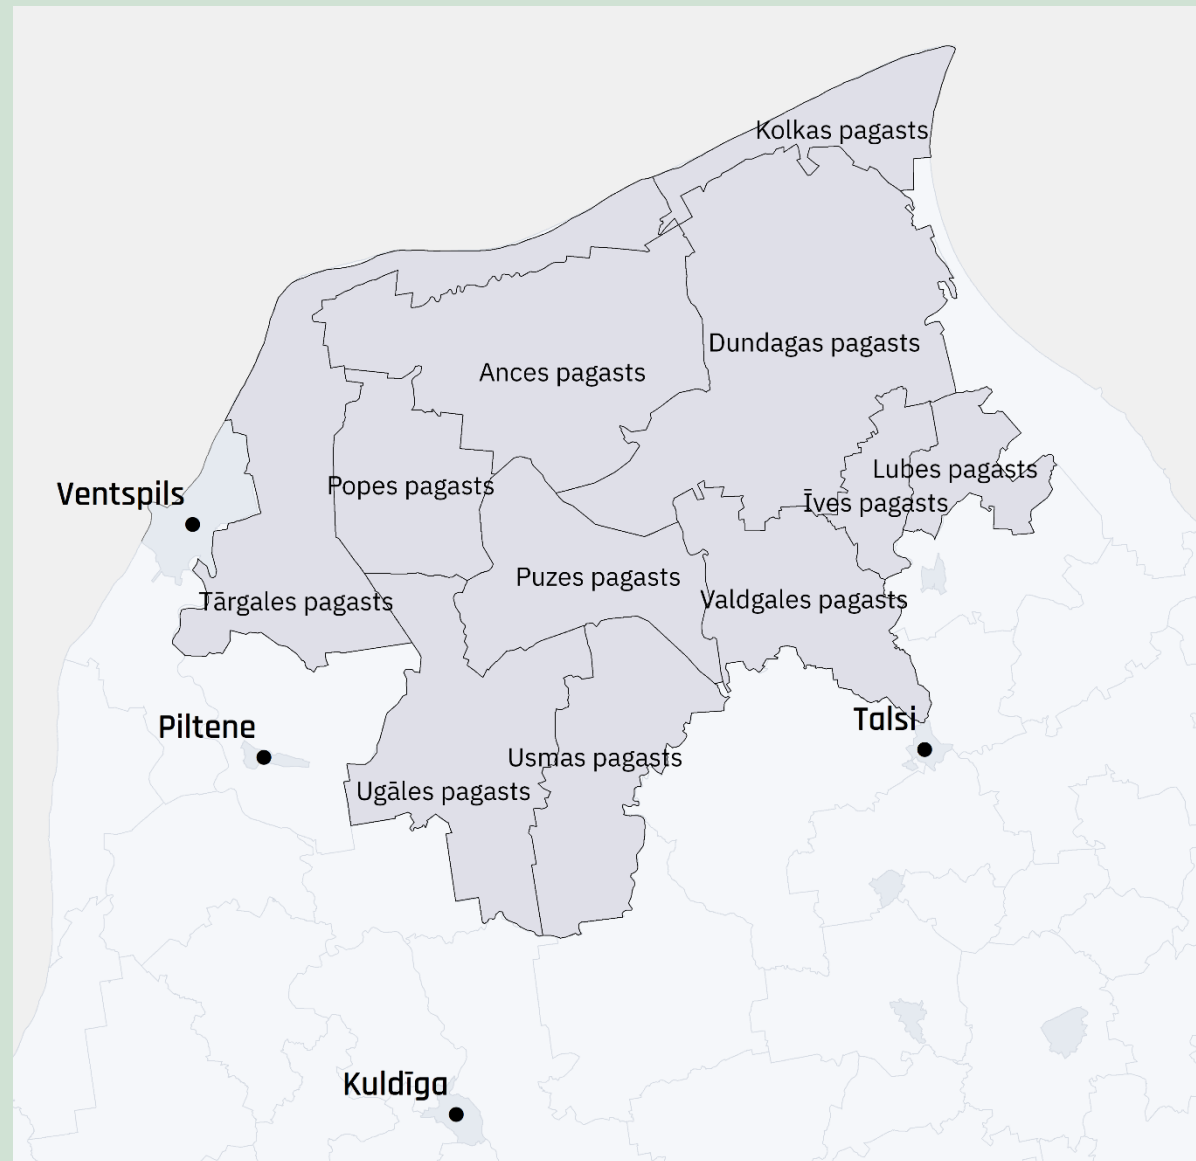 Kolkas pagasts
Dundagas pagasts
Ances pagasts
Lubes pagasts
Popes pagasts
Ventspils
Īves pagasts
Puzes pagasts
Valdgales pagasts
Tārgales pagasts
Talsi
Piltene
Usmas pagasts
Ugāles pagasts
Kuldīga